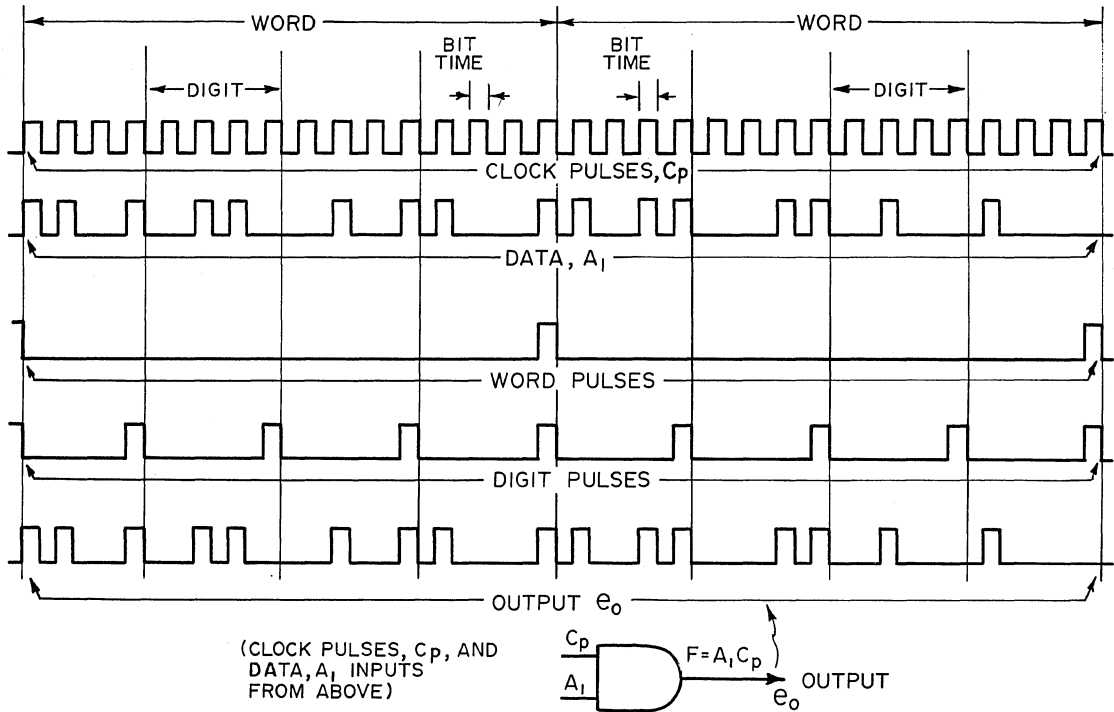 WORD WORD
BIT TIME BIT TIME
DIGIT DIGIT
CLOCK PULSES, Cp
DATA, A1
WORD PULSES
DIGIT PULSES
OUTPUT eo
(CLOCK PULSES, Cp, AND
DATA, A1 INPUTS
FROM ABOVE)
Cp
A1
F=A1Cp
eo OUTPUT